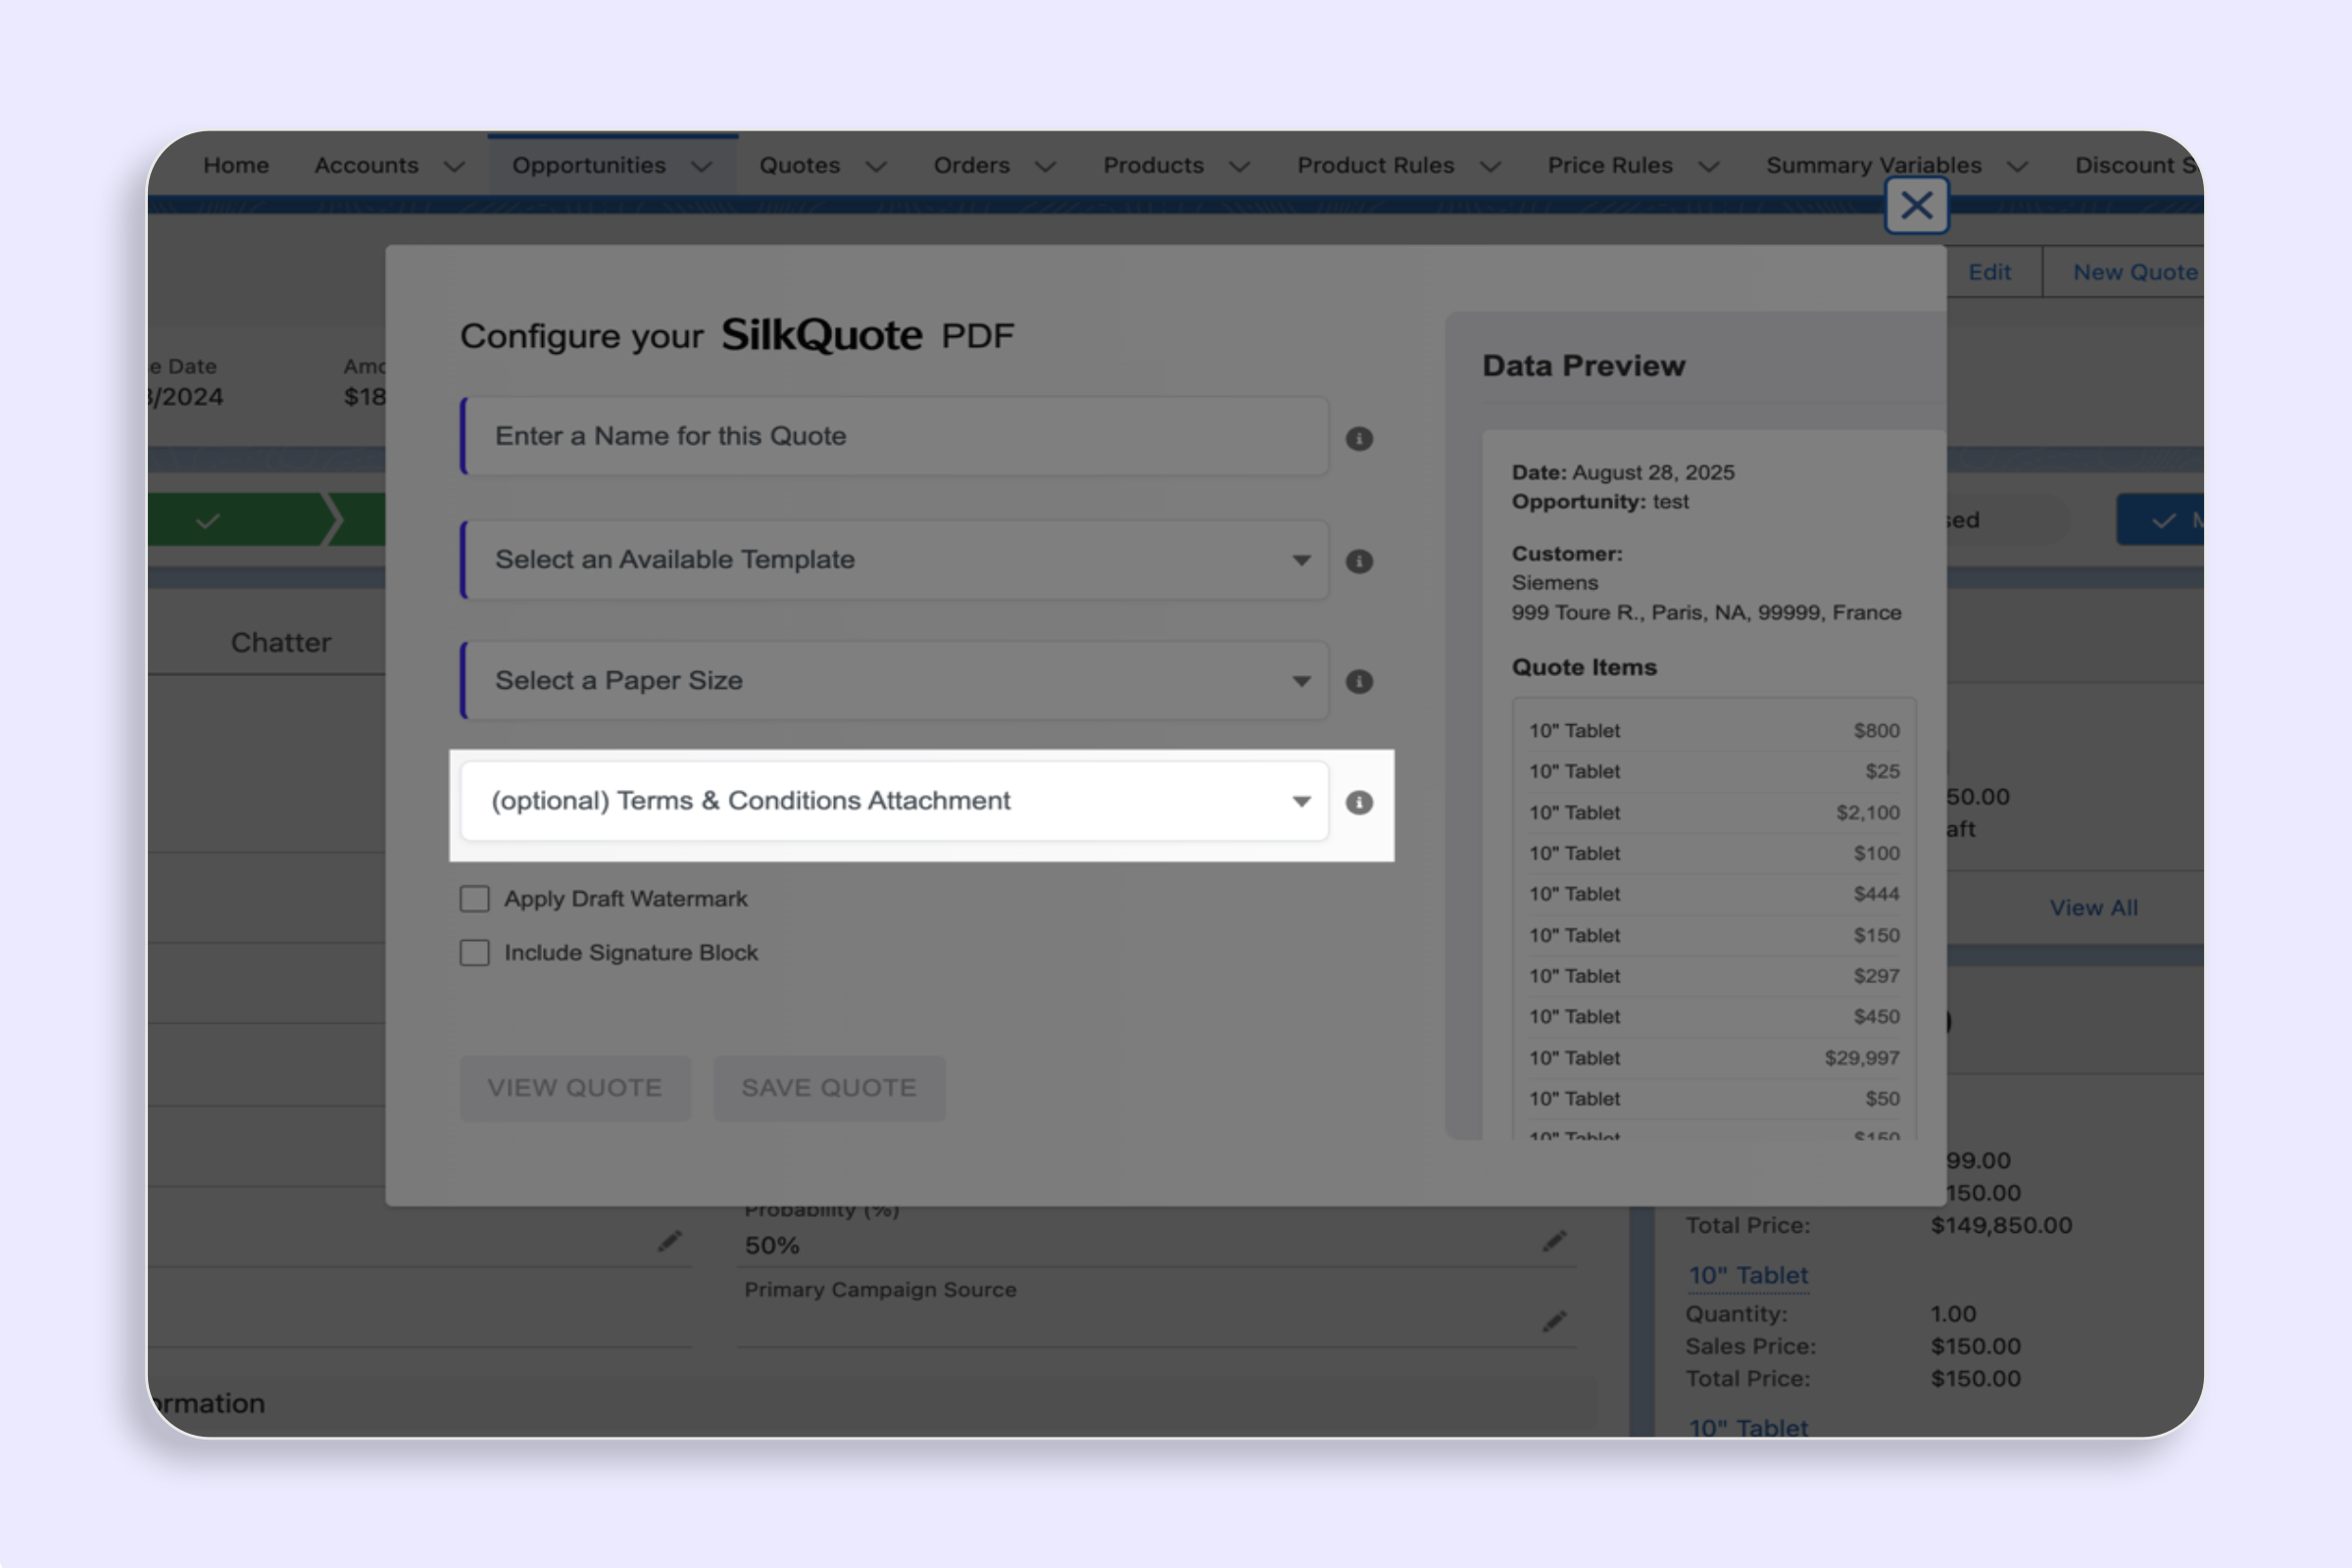 Home Accounts Opportunities Quotes Orders Products Product Rules Price Rules Summary Variables Discount S
Edit New Quote
e Date Amo
/2024 $18
Configure your SilkQuote PDF
Enter a Name for this Quote
Select an Available Template
Select a Paper Size
(optional) Terms & Conditions Attachment
Apply Draft Watermark
Include Signature Block
VIEW QUOTE SAVE QUOTE
Data Preview
Date: August 28, 2025
Opportunity: test
Customer:
Siemens
999 Toure R., Paris, NA, 99999, France
Quote Items
10" Tablet $800
10" Tablet $25
10" Tablet $2,100
10" Tablet $100
10" Tablet $444
10" Tablet $150
10" Tablet $297
10" Tablet $450
10" Tablet $29,997
10" Tablet $50
10" Tablet $150
Chatter
sed
50.00
aft
View All
99.00
150.00
Total Price: $149,850.00
10" Tablet
Quantity: 1.00
Sales Price: $150.00
Total Price: $150.00
10" Tablet
Probability (%)
50%
Primary Campaign Source
ormation